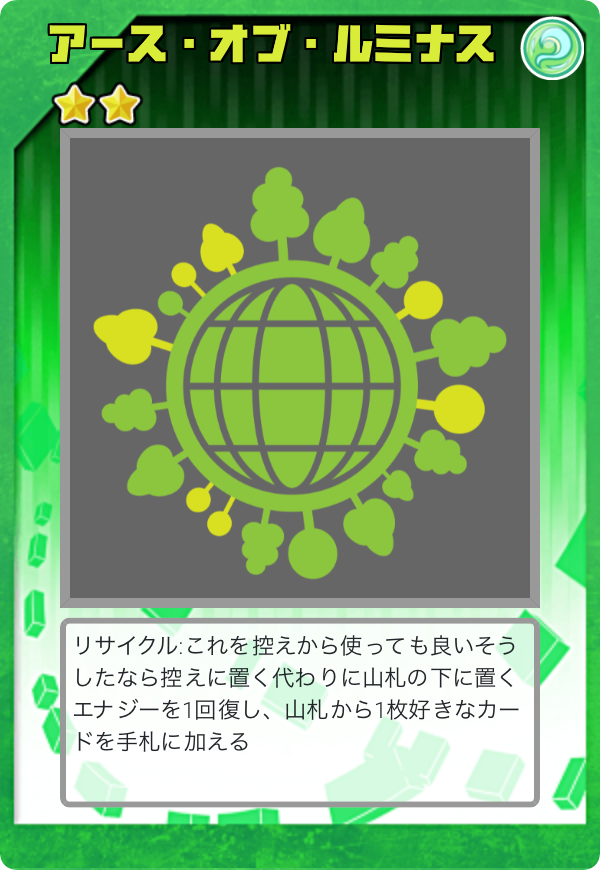 アース・オブ・ルミナス
リサイクル:これを控えから使っても良いそう
したなら控えに置く代わりに山札の下に置く
エナジーを1回復し、山札から1枚好きなカー
ドを手札に加える